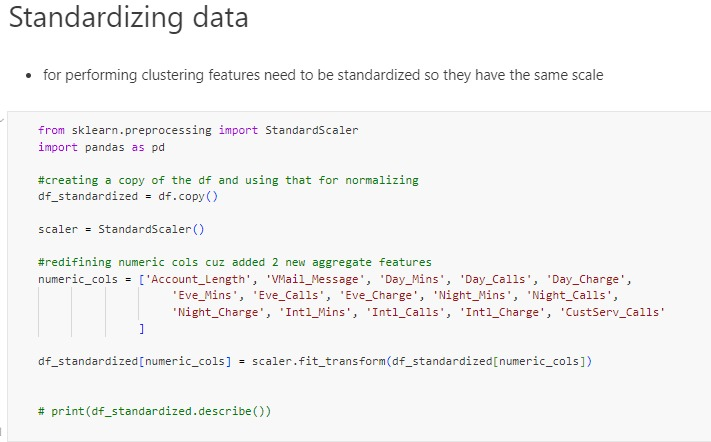 Standardizing data
• for performing clustering features need to be standardized so they have the same scale
from sklearn.preprocessing import StandardScaler
import pandas as pd
#creating a copy of the df and using that for normalizing
df_standardized = df.copy()
scaler = StandardScaler()
#redifining numeric cols cuz added 2 new aggregate features
numeric_cols = ['Account_Length', 'VMail_Message', 'Day_Mins', 'Day_Calls', 'Day_Charge',
'Eve_Mins', 'Eve_Calls', 'Eve_Charge', 'Night_Mins', 'Night_Calls',
'Night_Charge', 'Intl_Mins', 'Intl_Calls', 'Intl_Charge', 'CustServ_Calls'
]
df_standardized[numeric_cols] = scaler.fit_transform(df_standardized[numeric_cols])
# print(df_standardized.describe())